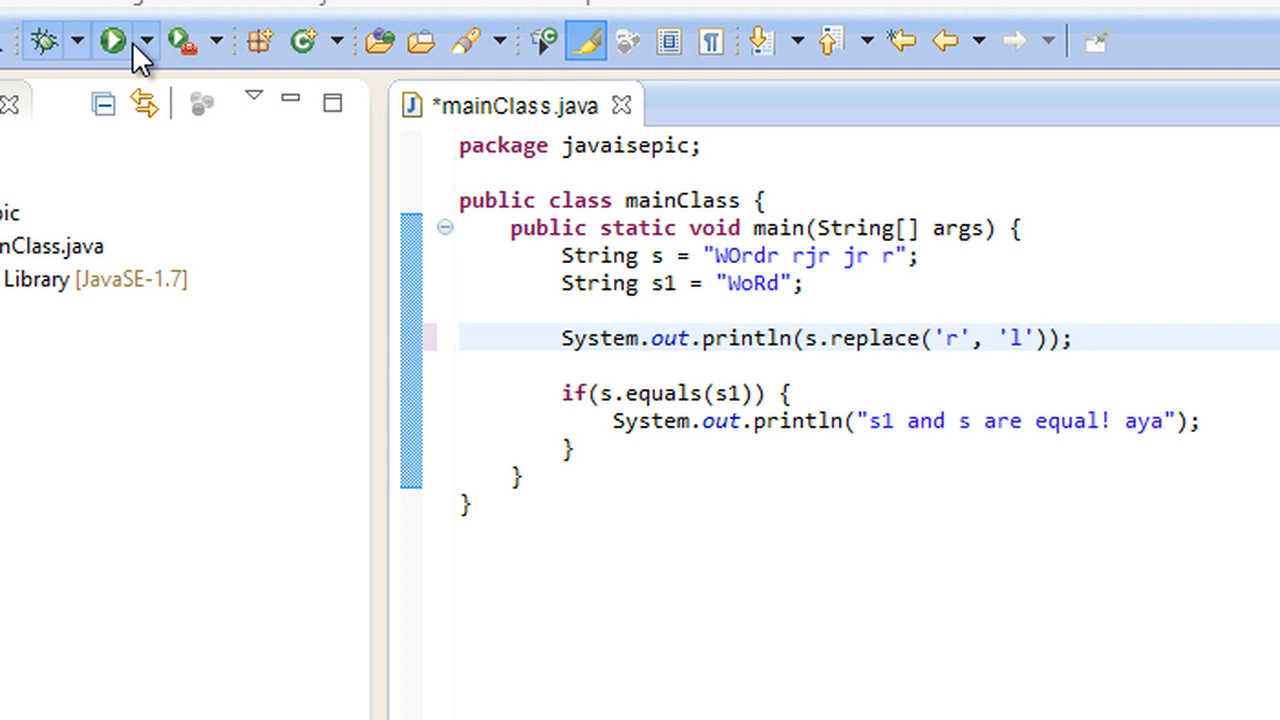 *mainClass.java
package javaisepic;
public class mainClass {
public static void main(String[] args) {
String s = "WOrdr rjr jr r";
String s1 = "WoRd";
System.out.println(s.replace('r', 'l'));
if(s.equals(s1)) {
System.out.println("s1 and s are equal! aya");
}
}
}
pic
nClass.java
Library [JavaSE-1.7]